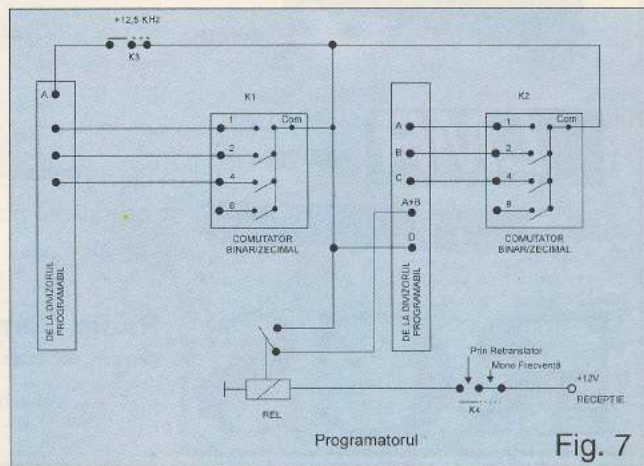 +12,5 KHz
K3
A
K1
1
Com
2
4
8
COMUTATOR
BINAR/ZECIMAL
DE LA DIVIZORUL
PROGRAMABIL
K2
A
B
C
A+B
D
1
Com
2
4
8
COMUTATOR
BINAR/ZECIMAL
DE LA DIVIZORUL
PROGRAMABIL
Prin Retranslator
Mono Frecvență
+12V
RECEPTIE
K4
REL
Programatorul
Fig. 7